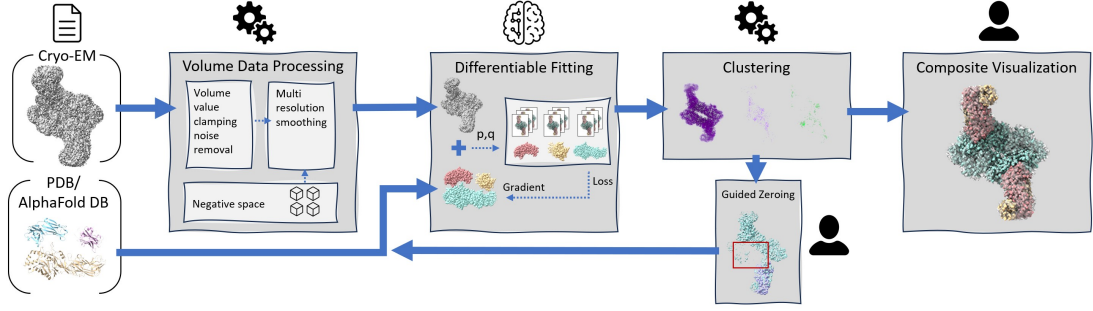 Cryo-EM
PDB/
AlphaFold DB
Volume Data Processing
Volume
value
clamping
noise
removal
Multi
resolution
smoothing
Negative space
Differentiable Fitting
p,q
Gradient
Loss
Clustering
Guided Zeroing
Composite Visualization